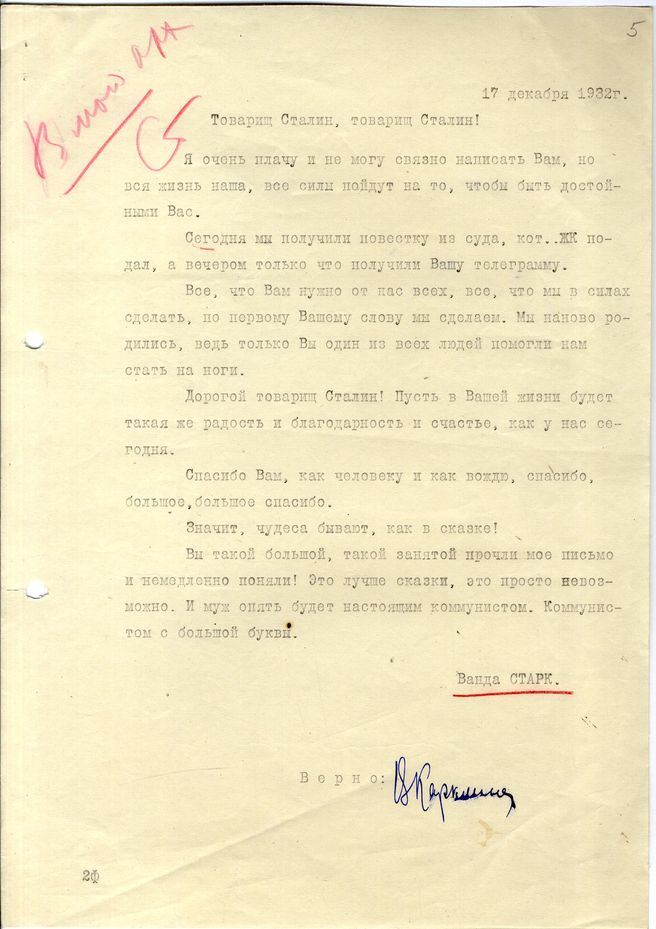 5
В мой арх
17 декабря 1932г.
Товарищ Сталин, товарищ Сталин!
Я очень плачу и не могу связно написать Вам, но
вся жизнь наша, все силы пойдут на то, чтобы быть достой-
ными Вас.
Сегодня мы получили повестку из суда, кот..ЖК по-
дал, а вечером только что получили Вашу телеграмму.
Все, что Вам нужно от нас всех, все, что мы в силах
сделать, по первому Вашему слову мы сделаем. Мы наново ро-
дились, ведь только Вы один из всех людей помогли нам
стать на ноги.
Дорогой товарищ Сталин! Пусть в Вашей жизни будет
такая же радость и благодарность и счастье, как у нас се-
годня.
Спасибо Вам, как человеку и как вождю, спасибо,
большое,большое спасибо.
Значит, чудеса бывают, как в сказке!
Вы такой большой, такой занятой прочли мое письмо
и немедленно поняли! Это лучше сказки, это просто невоз-
можно. И муж опять будет настоящим коммунистом. Коммунис-
том с большой буквы.
Ванда СТАРК.
Верно:
2Ф